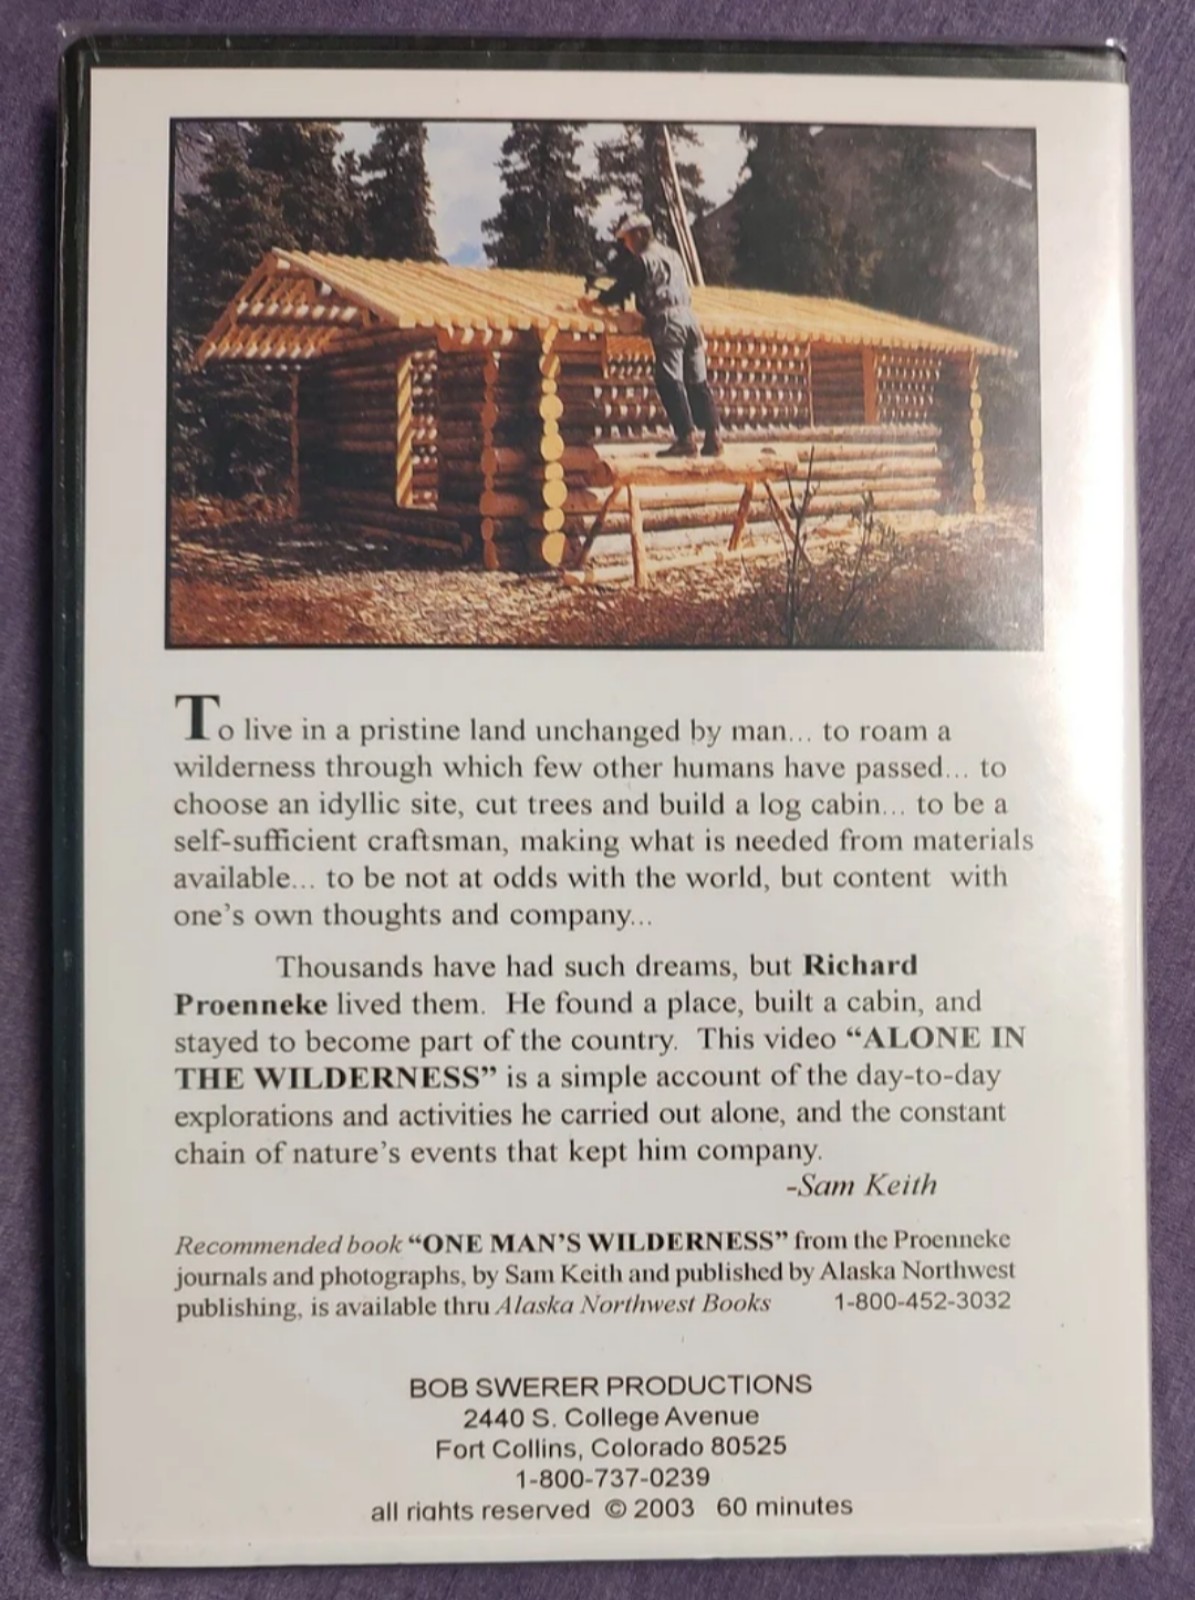 To live in a pristine land unchanged by man... to roam a
wilderness through which few other humans have passed... to
choose an idyllic site, cut trees and build a log cabin... to be a
self-sufficient craftsman, making what is needed from materials
available... to be not at odds with the world, but content  with
one's own thoughts and company...
Thousands have had such dreams, but Richard
Proenneke lived them.  He found a place, built a cabin, and
stayed to become part of the country.  This video “ALONE IN
THE WILDERNESS” is a simple account of the day-to-day
explorations and activities he carried out alone, and the constant
chain of nature's events that kept him company.
-Sam Keith
Recommended book “ONE MAN'S WILDERNESS” from the Proenneke
journals and photographs, by Sam Keith and published by Alaska Northwest
publishing, is available thru Alaska Northwest Books 1-800-452-3032
BOB SWERER PRODUCTIONS
2440 S. College Avenue
Fort Collins, Colorado 80525
1-800-737-0239
all rights reserved © 2003 60 minutes